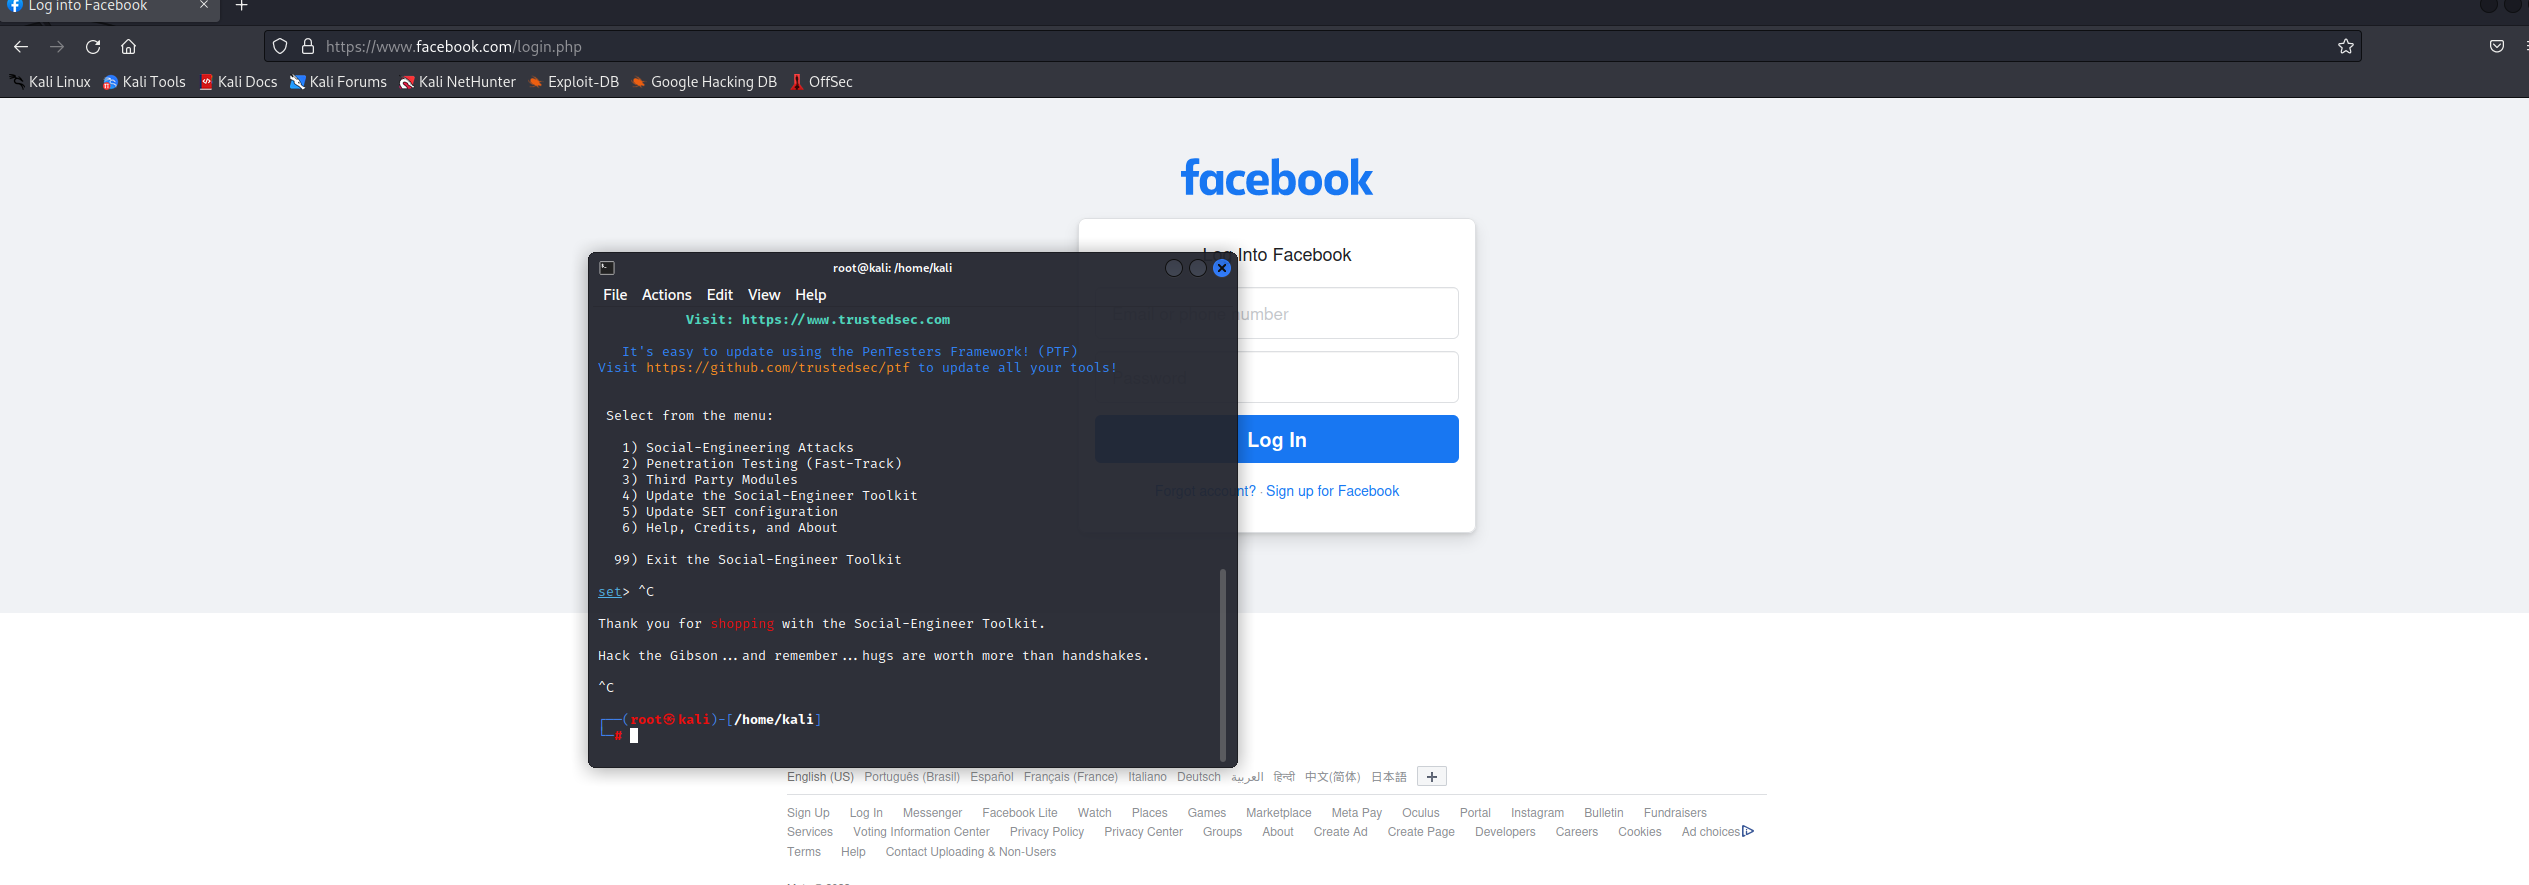 Log into Facebook
https://www.facebook.com/login.php
Kali Linux Kali Tools Kali Docs Kali Forums Kali NetHunter Exploit-DB Google Hacking DB OffSec
facebook
Log Into Facebook
root@kali: /home/kali
File Actions Edit View Help
Visit: https://www.trustedsec.com
It's easy to update using the PenTesters Framework! (PTF)
Visit https://github.com/trustedsec/ptf to update all your tools!
Select from the menu:
1) Social-Engineering Attacks
2) Penetration Testing (Fast-Track)
3) Third Party Modules
4) Update the Social-Engineer Toolkit
5) Update SET configuration
6) Help, Credits, and About
99) Exit the Social-Engineer Toolkit
set> ^C
Thank you for shopping with the Social-Engineer Toolkit.
Hack the Gibson...and remember...hugs are worth more than handshakes.
^C
(root㉿kali)-[/home/kali]
#
number
Log In
Forgot account? · Sign up for Facebook
English (US) Português (Brasil) Español Français (France) Italiano Deutsch العربية हिन्दी 中文(简体) 日本語
Sign Up Log In Messenger Facebook Lite Watch Places Games Marketplace Meta Pay Oculus Portal Instagram Bulletin Fundraisers
Services Voting Information Center Privacy Policy Privacy Center Groups About Create Ad Create Page Developers Careers Cookies Ad choices
Terms Help Contact Uploading & Non-Users